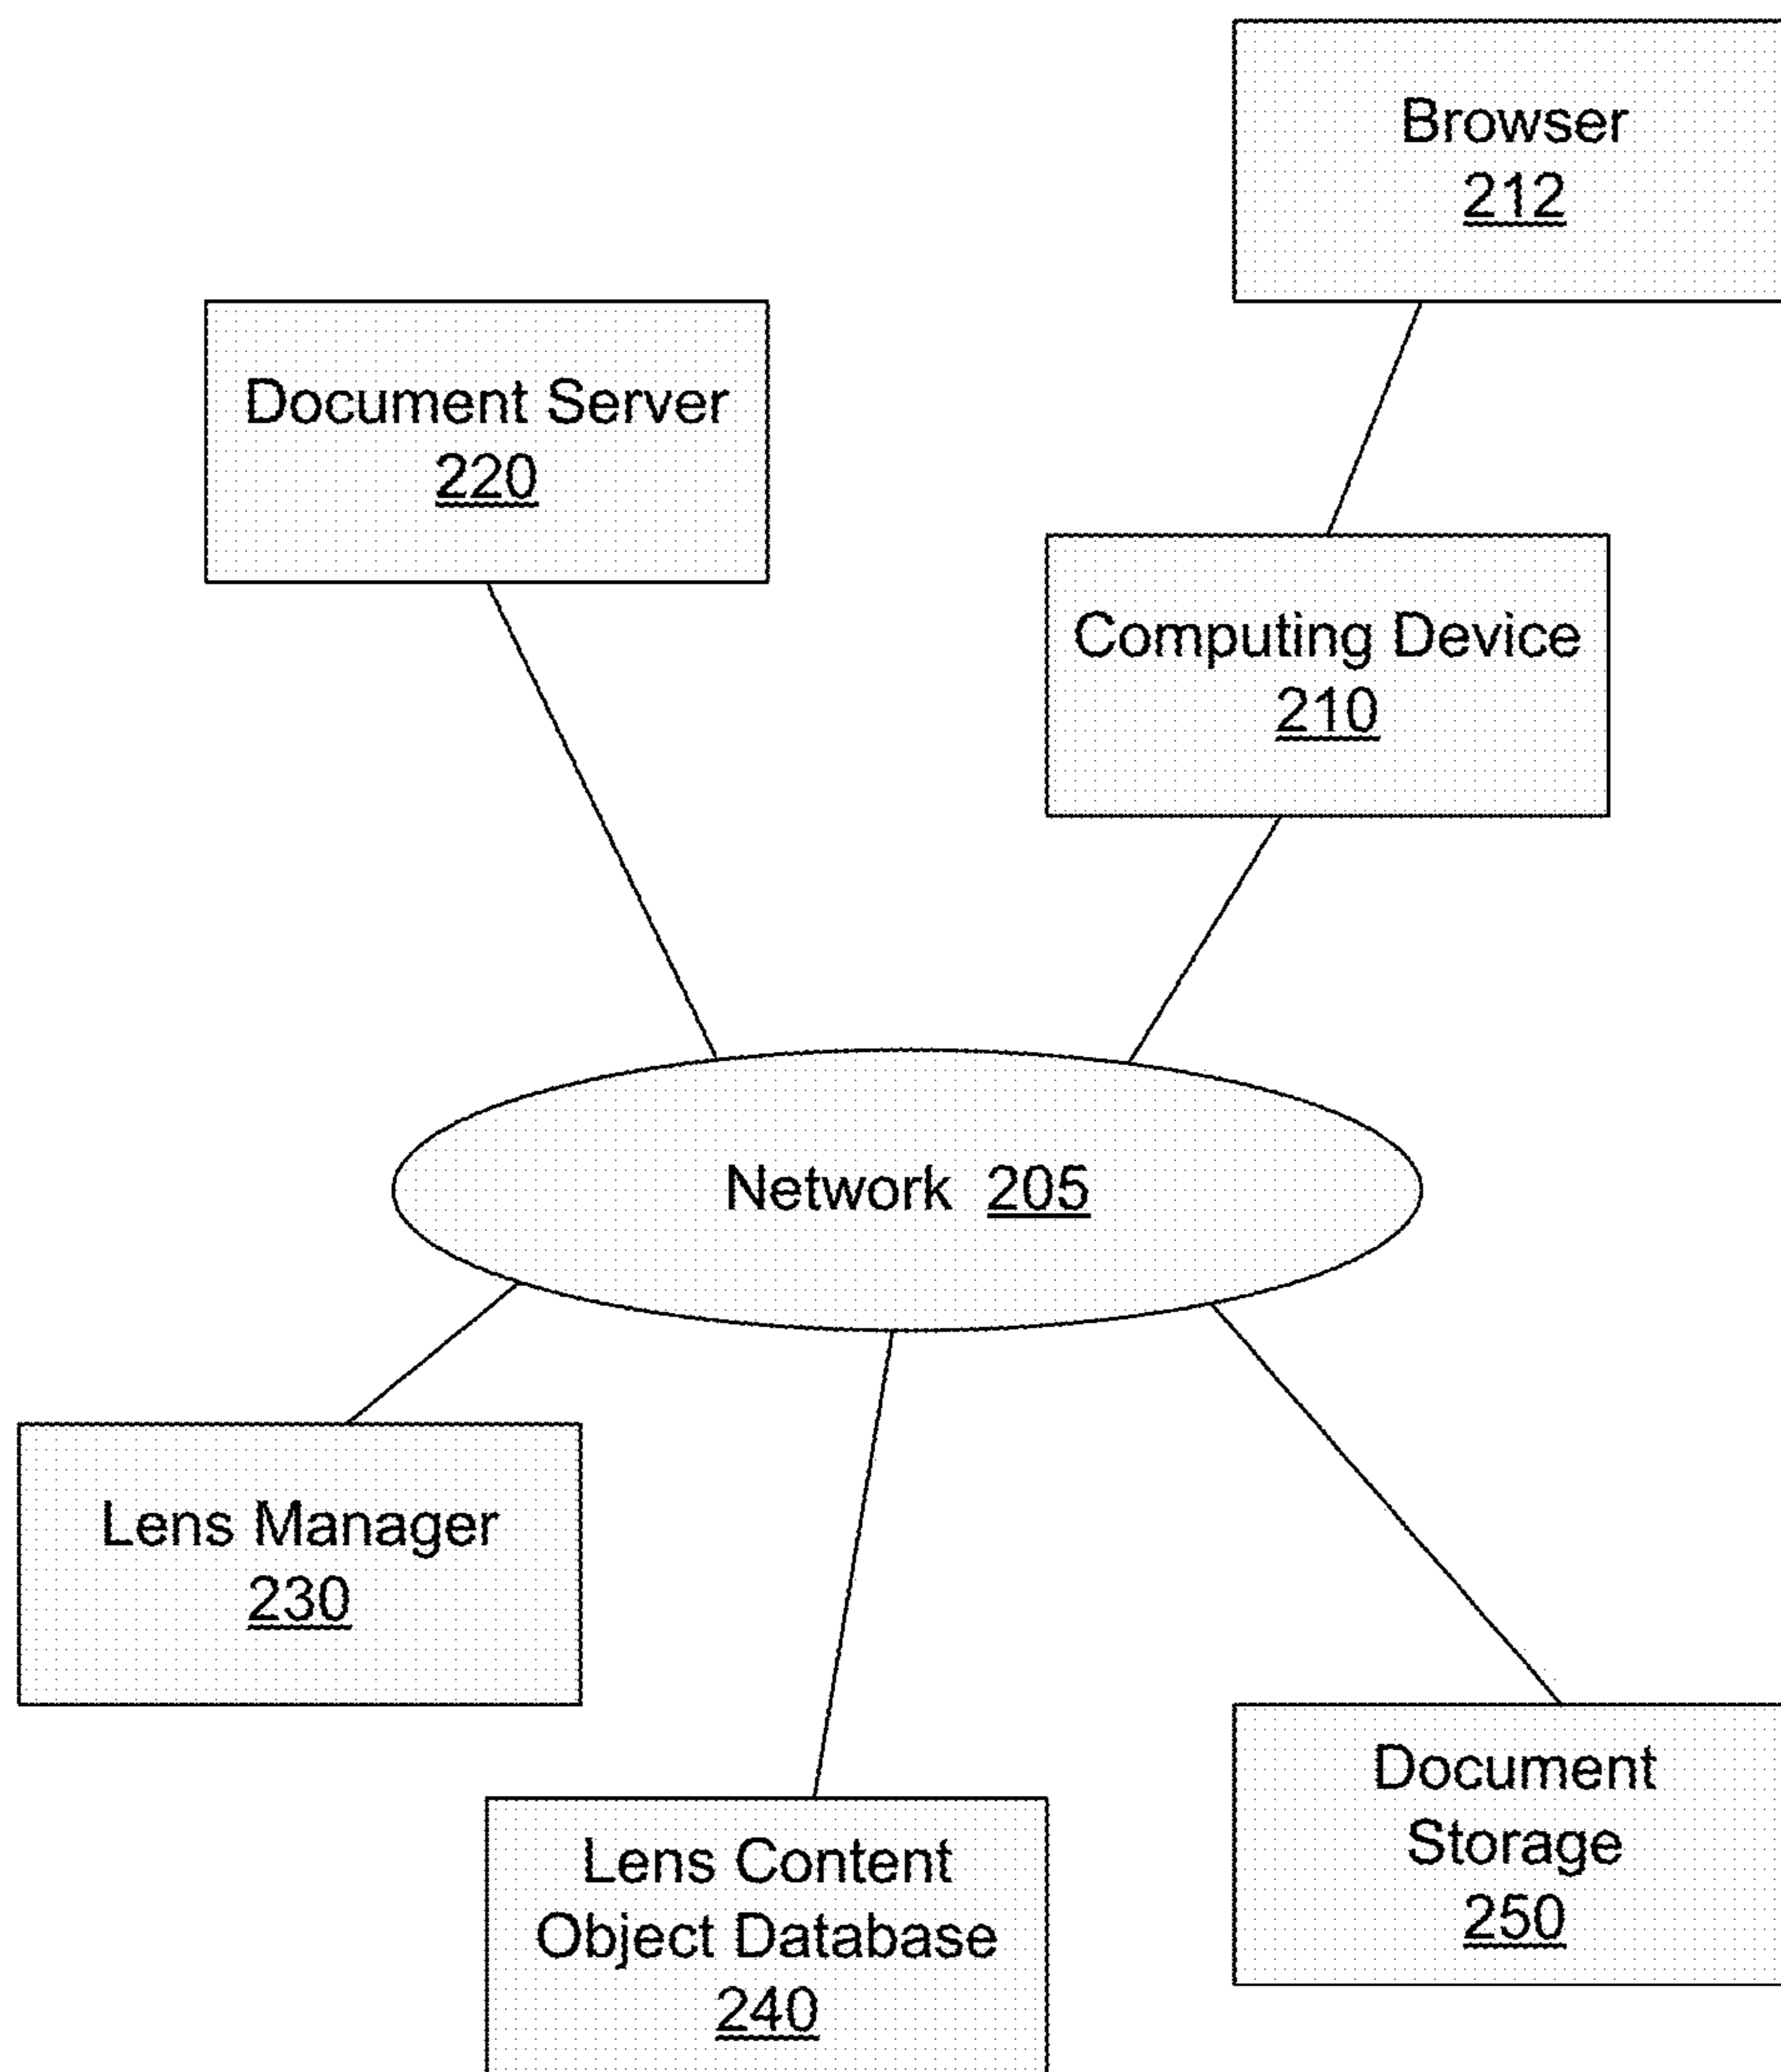 Browser
212
Document Server
220
Computing Device
210
Network 205
Lens Manager
230
Lens Content
Object Database
240
Document
Storage
250